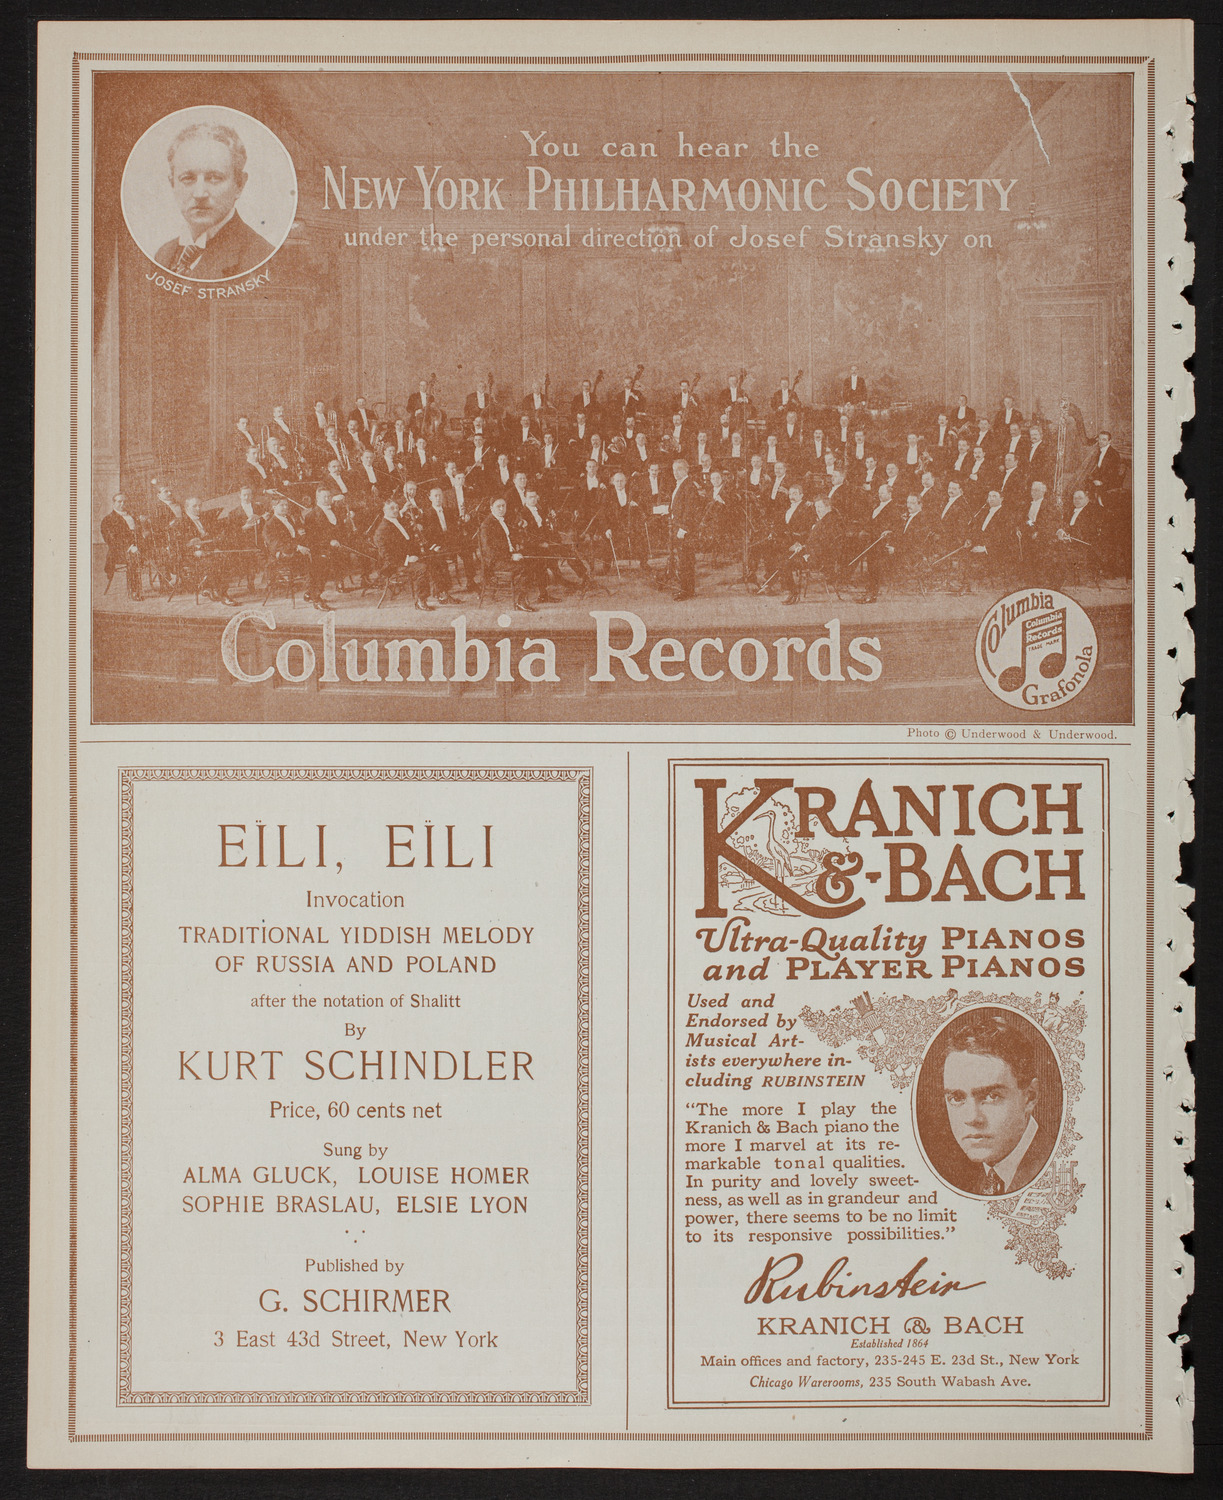 You can hear the
NEW YORK PHILHARMONIC SOCIETY
under the personal direction of Josef Stransky on
JOSEF STRANSKY
Columbia Records
Columbia
Columbia
Records
TRADE MARK
Grafonola
Photo © Underwood & Underwood.
EÏLI, EÏLI
Invocation
TRADITIONAL YIDDISH MELODY
OF RUSSIA AND POLAND
after the notation of Shalitt
By
KURT SCHINDLER
Price, 60 cents net
Sung by
ALMA GLUCK, LOUISE HOMER
SOPHIE BRASLAU, ELSIE LYON
Published by
G. SCHIRMER
3 East 43d Street, New York
KRANICH
&-BACH
Ultra-Quality PIANOS
and PLAYER PIANOS
Used and
Endorsed by
Musical Art-
ists everywhere in-
cluding RUBINSTEIN
“The more I play the
Kranich & Bach piano the
more I marvel at its re-
markable tonal qualities.
In purity and lovely sweet-
ness, as well as in grandeur and
power, there seems to be no limit
to its responsive possibilities.”
Rubinstein
KRANICH & BACH
Established 1864
Main offices and factory, 235-245 E. 23d St., New York
Chicago Warerooms, 235 South Wabash Ave.